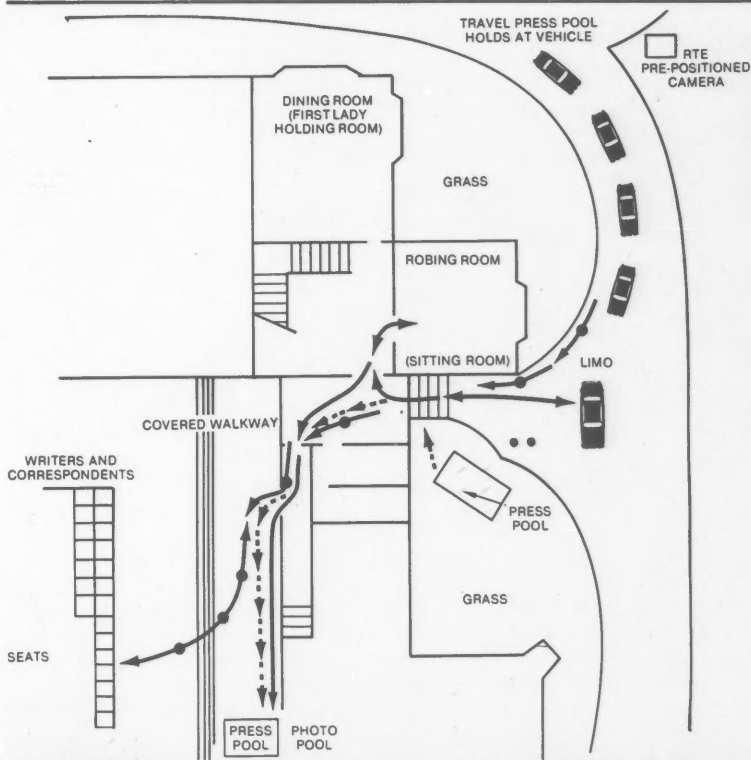 TRAVEL PRESS POOL
HOLDS AT VEHICLE
RTE
PRE-POSITIONED
CAMERA
DINING ROOM
(FIRST LADY
HOLDING ROOM)
GRASS
ROBING ROOM
(SITTING ROOM)
LIMO
COVERED WALKWAY
WRITERS AND
CORRESPONDENTS
PRESS
POOL
GRASS
SEATS
PRESS
POOL
PHOTO
POOL